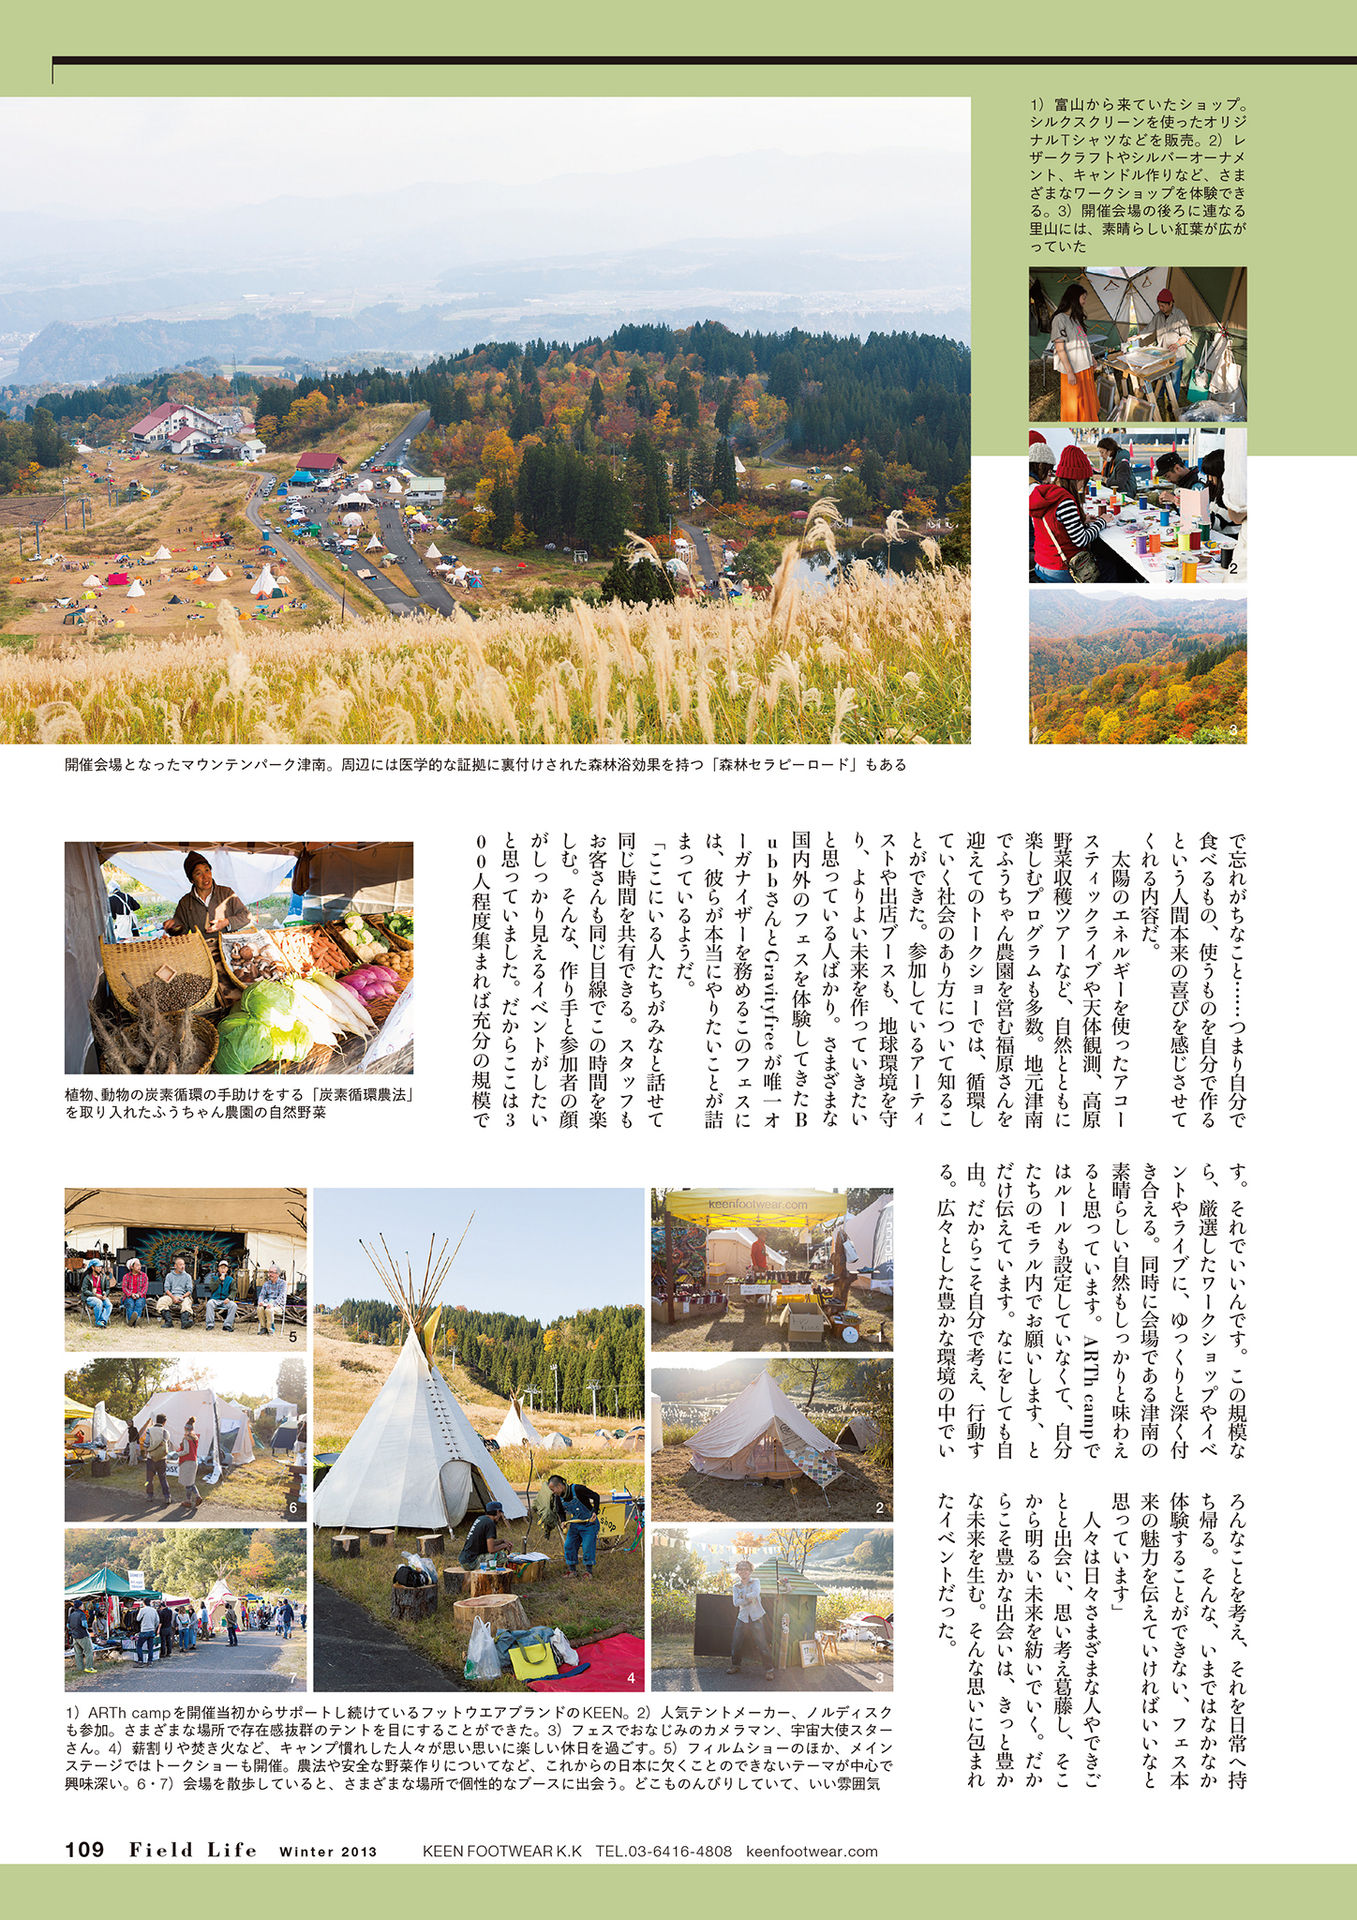 1）富山から来ていたショップ。
シルクスクリーンを使ったオリジ
ナルTシャツなどを販売。2）レ
ザークラフトやシルバーオーナメ
ント、キャンドル作りなど、さま
ざまなワークショップを体験でき
る。3）開催会場の後ろに連なる
里山には、素晴らしい紅葉が広が
っていた
2
3
開催会場となったマウンテンパーク津南。周辺には医学的な証拠に裏付けされた森林浴効果を持つ「森林セラピーロード」もある
で忘れがちなこと……つまり自分で
食べるもの、使うものを自分で作る
という人間本来の喜びを感じさせて
くれる内容だ。
太陽のエネルギーを使ったアコー
スティックライブや天体観測、高原
野菜収穫ツアーなど、自然とともに
楽しむプログラムも多数。地元津南
でふうちゃん農園を営む福原さんを
迎えてのトークショーでは、循環し
ていく社会のあり方について知るこ
とができた。参加しているアーティ
ストや出店ブースも、地球環境を守
り、よりよい未来を作っていきたい
と思っている人ばかり。さまざまな
国内外のフェスを体験してきたB
ubbさんとGravityfreeが唯一オ
ーガナイザーを務めるこのフェスに
は、彼らが本当にやりたいことが詰
まっているようだ。
「ここにいる人たちがみなと話せて
同じ時間を共有できる。スタッフも
お客さんも同じ目線でこの時間を楽
しむ。そんな、作り手と参加者の顔
がしっかり見えるイベントがしたい
と思っていました。だからここは3
00人程度集まれば充分の規模で
す。それでいいんです。この規模な
ら、厳選したワークショップやイベ
ントやライブに、ゆっくりと深く付
き合える。同時に会場である津南の
素晴らしい自然もしっかりと味わえ
ると思っています。ARTh campで
はルールも設定していなくて、自分
たちのモラル内でお願いします、と
だけ伝えています。なにをしても自
由。だからこそ自分で考え、行動す
る。広々とした豊かな環境の中でい
ろんなことを考え、それを日常へ持
ち帰る。そんな、いまではなかなか
体験することができない、フェス本
来の魅力を伝えていければいいなと
思っています」
人々は日々さまざまな人やできご
とと出会い、思い考え葛藤し、そこ
から明るい未来を紡いでいく。だか
らこそ豊かな出会いは、きっと豊か
な未来を生む。そんな思いに包まれ
たイベントだった。
植物、動物の炭素循環の手助けをする「炭素循環農法」
を取り入れたふうちゃん農園の自然野菜
keenfootwear.com
5
6
7
4
2
3
1）ARTh campを開催当初からサポートし続けているフットウエアブランドのKEEN。2）人気テントメーカー、ノルディスク
も参加。さまざまな場所で存在感抜群のテントを目にすることができた。3）フェスでおなじみのカメラマン、宇宙大使スター
さん。4）薪割りや焚き火など、キャンプ慣れした人々が思い思いに楽しい休日を過ごす。5）フィルムショーのほか、メイン
ステージではトークショーも開催。農法や安全な野菜作りについてなど、これからの日本に欠くことのできないテーマが中心で
興味深い。6・7）会場を散歩していると、さまざまな場所で個性的なブースに出会う。どこものんびりしていて、いい雰囲気
109 Field Life Winter 2013 KEEN FOOTWEAR K.K TEL.03-6416-4808 keenfootwear.com